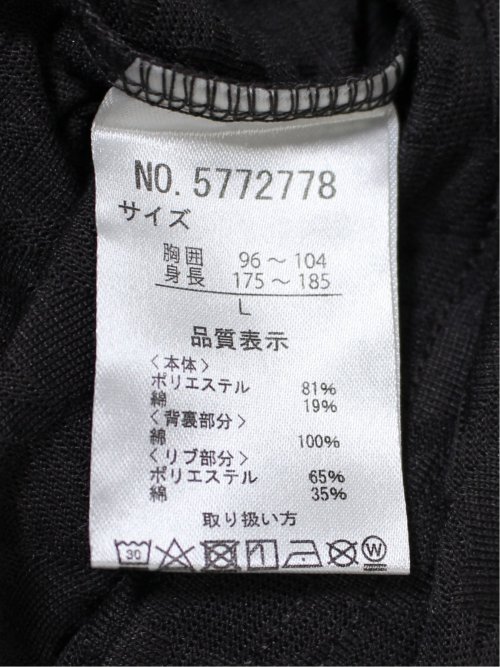 NO. 5772778
サイズ
胸囲 96～104
身長 175～185
L
品質表示
〈本体〉
ポリエステル 81%
綿 19%
〈背裏部分〉
綿 100%
〈リブ部分〉
ポリエステル 65%
綿 35%
取り扱い方
30 W